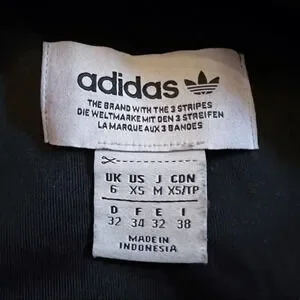 adidas
THE BRAND WITH THE 3 STRIPES
DIE WELTMARKE MIT DEN 3 STREIFEN
LA MARQUE AUX 3 BANDES
UK US J CDN
6 XS M XS/TP
D F E I
32 34 32 38
MADE IN
INDONESIA